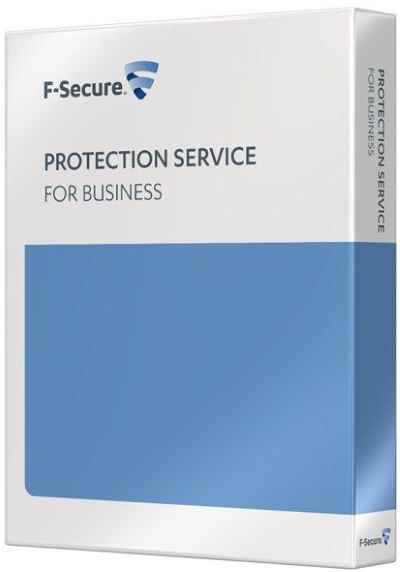 F-Secure
PROTECTION SERVICE
FOR BUSINESS
PROTECTION SERVICE
FOR BUSINESS
F-Secure